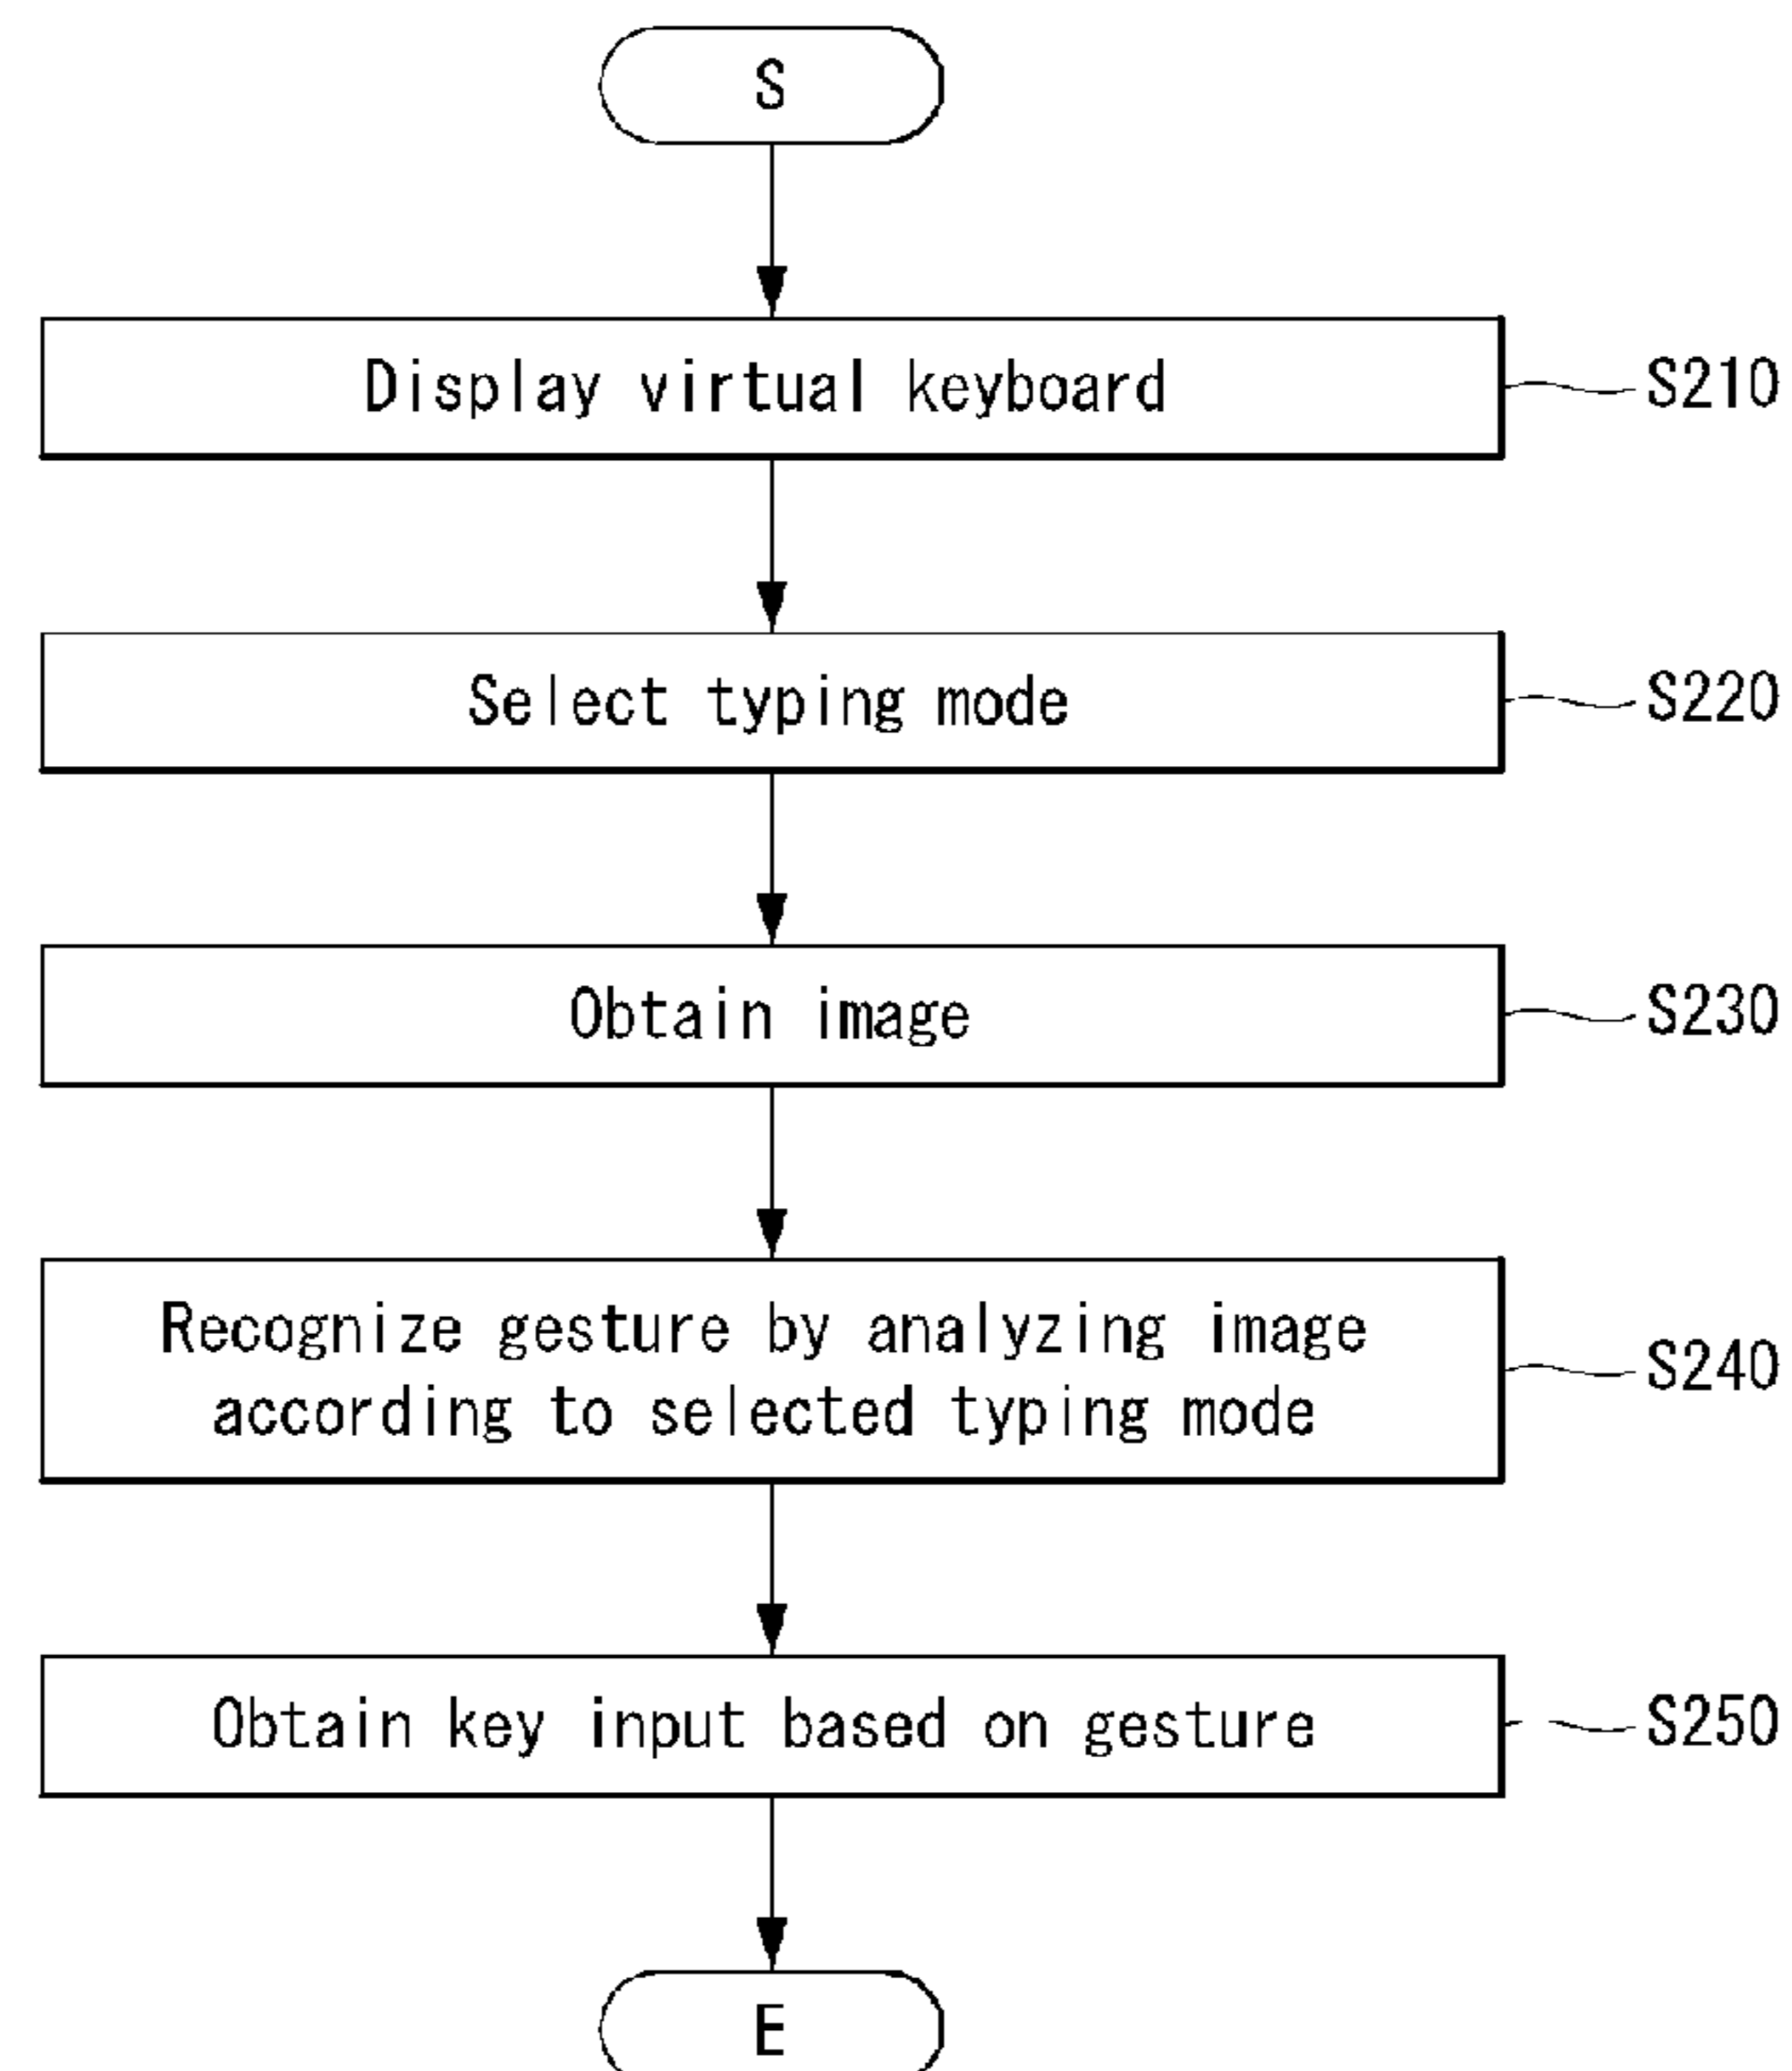 S
Display virtual keyboard
S210
Select typing mode
S220
Obtain image
S230
Recognize gesture by analyzing image
according to selected typing mode
S240
Obtain key input based on gesture
S250
E